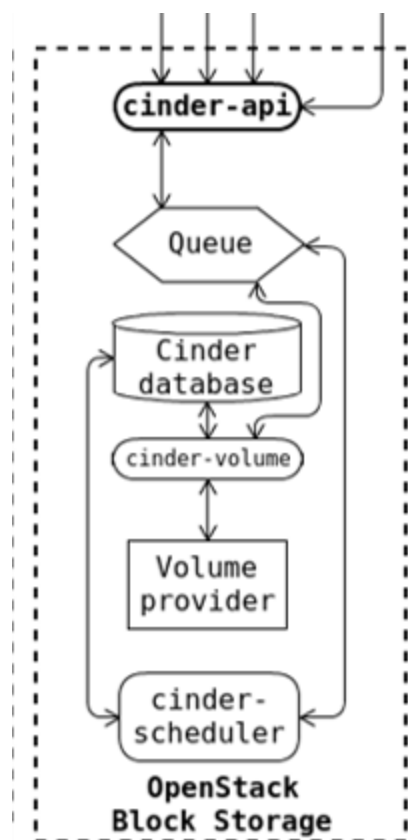 cinder-api
Queue
Cinder
database
cinder-volume
Volume
provider
cinder-
scheduler
OpenStack
Block Storage